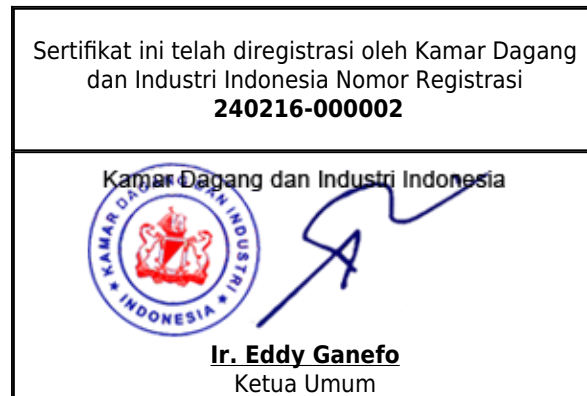 Sertifikat ini telah diregistrasi oleh Kamar Dagang
dan Industri Indonesia Nomor Registrasi
240216-000002
Kamar Dagang dan Industri Indonesia
KAMAR DAGANG DAN INDUSTRI
INDONESIA
Ir. Eddy Ganefo
Ketua Umum